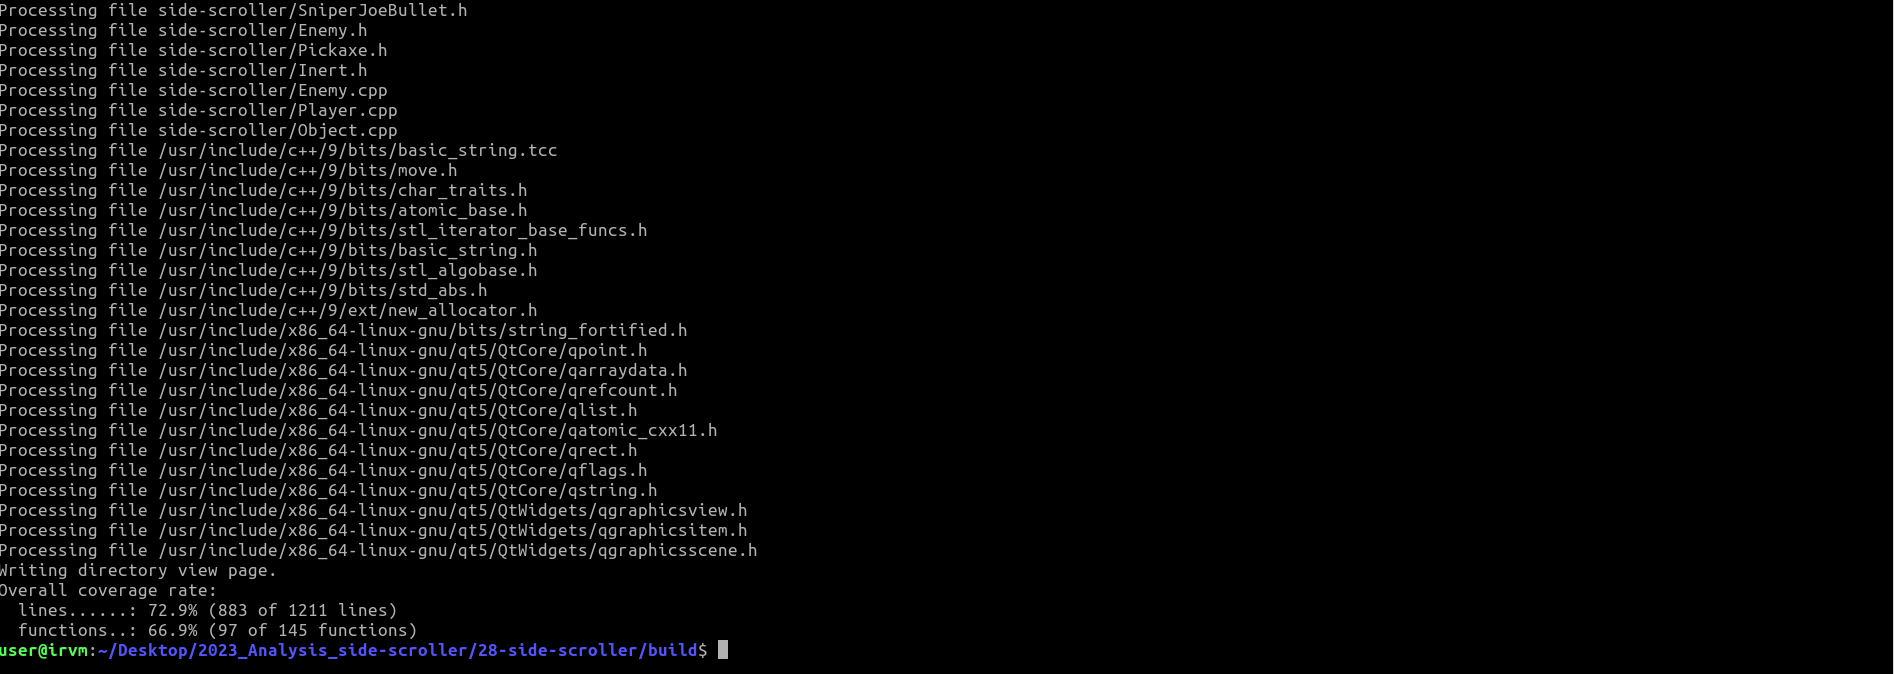 Processing file side-scroller/SniperJoeBullet.h
Processing file side-scroller/Enemy.h
Processing file side-scroller/Pickaxe.h
Processing file side-scroller/Inert.h
Processing file side-scroller/Enemy.cpp
Processing file side-scroller/Player.cpp
Processing file side-scroller/Object.cpp
Processing file /usr/include/c++/9/bits/basic_string.tcc
Processing file /usr/include/c++/9/bits/move.h
Processing file /usr/include/c++/9/bits/char_traits.h
Processing file /usr/include/c++/9/bits/atomic_base.h
Processing file /usr/include/c++/9/bits/stl_iterator_base_funcs.h
Processing file /usr/include/c++/9/bits/basic_string.h
Processing file /usr/include/c++/9/bits/stl_algobase.h
Processing file /usr/include/c++/9/bits/std_abs.h
Processing file /usr/include/c++/9/ext/new_allocator.h
Processing file /usr/include/x86_64-linux-gnu/bits/string_fortified.h
Processing file /usr/include/x86_64-linux-gnu/qt5/QtCore/qpoint.h
Processing file /usr/include/x86_64-linux-gnu/qt5/QtCore/qarraydata.h
Processing file /usr/include/x86_64-linux-gnu/qt5/QtCore/qrefcount.h
Processing file /usr/include/x86_64-linux-gnu/qt5/QtCore/qlist.h
Processing file /usr/include/x86_64-linux-gnu/qt5/QtCore/qatomic_cxx11.h
Processing file /usr/include/x86_64-linux-gnu/qt5/QtCore/qrect.h
Processing file /usr/include/x86_64-linux-gnu/qt5/QtCore/qflags.h
Processing file /usr/include/x86_64-linux-gnu/qt5/QtCore/qstring.h
Processing file /usr/include/x86_64-linux-gnu/qt5/QtWidgets/qgraphicsview.h
Processing file /usr/include/x86_64-linux-gnu/qt5/QtWidgets/qgraphicsitem.h
Processing file /usr/include/x86_64-linux-gnu/qt5/QtWidgets/qgraphicsscene.h
Writing directory view page.
Overall coverage rate:
  lines......: 72.9% (883 of 1211 lines)
  functions..: 66.9% (97 of 145 functions)
user@irvm:~/Desktop/2023_Analysis_side-scroller/28-side-scroller/build$